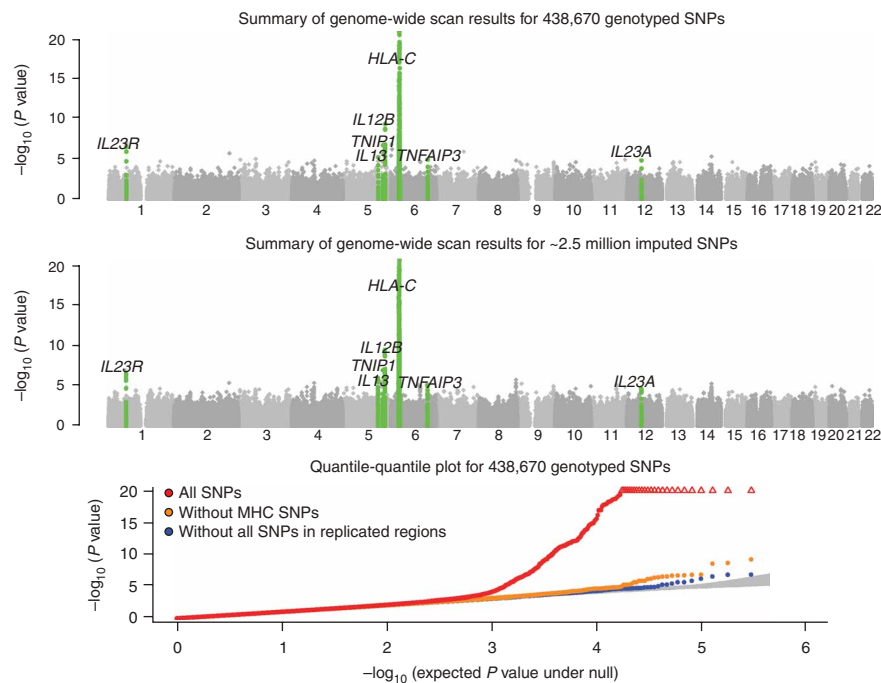 Summary of genome-wide scan results for 438,670 genotyped SNPs
20
HLA-C
15
IL12B
10
IL23R
TNIP1
IL13
TNFAIP3
IL23A
5
0
–log10 (P value)
1 2 3 4 5 6 7 8 9 10 11 12 13 14 15 16 17 18 19 20 21 22
Summary of genome-wide scan results for ~2.5 million imputed SNPs
20
HLA-C
15
10
IL12B
IL23R
TNIP1
IL13
TNFAIP3
IL23A
5
0
–log10 (P value)
1 2 3 4 5 6 7 8 9 10 11 12 13 14 15 16 17 18 19 20 21 22
Quantile-quantile plot for 438,670 genotyped SNPs
20
All SNPs
15
Without MHC SNPs
Without all SNPs in replicated regions
10
5
0
–log10 (P value)
0 1 2 3 4 5 6
–log10 (expected P value under null)